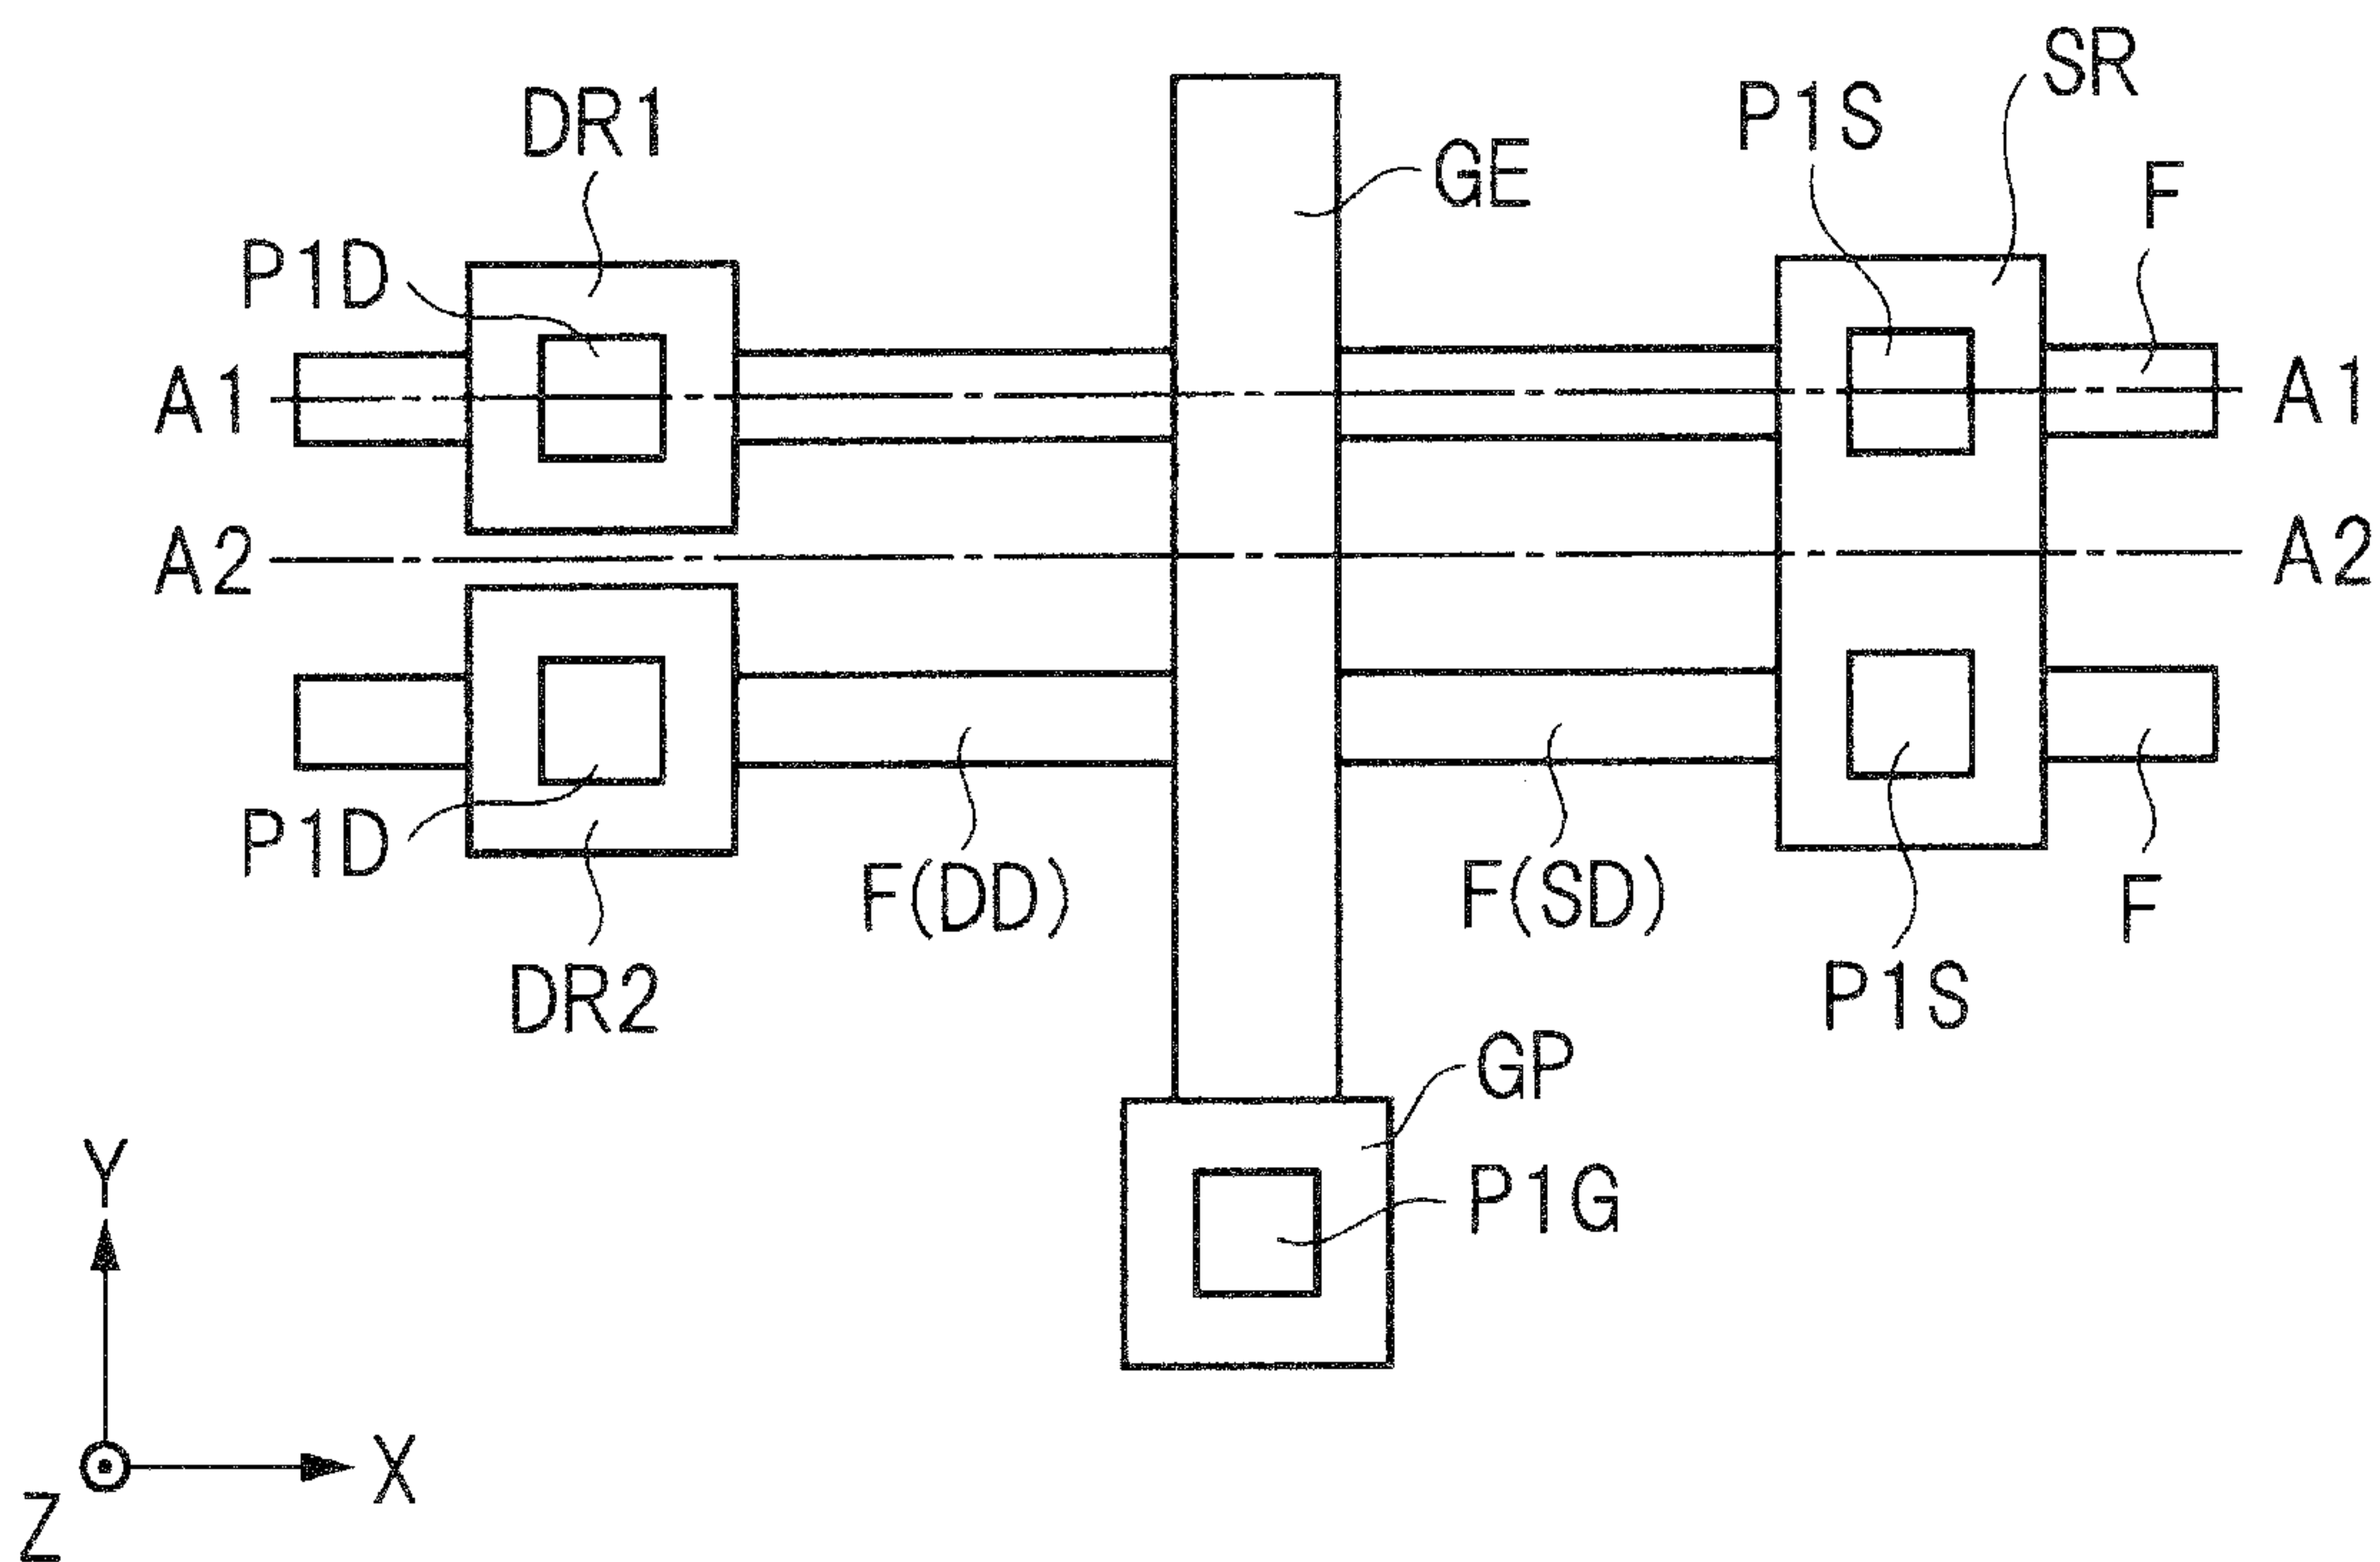 SR
P1S
DR1
GE
F
P1D
A1
A1
A2
A2
P1D
F(DD)
F(SD)
F
DR2
P1S
GP
P1G
Y
X
Z